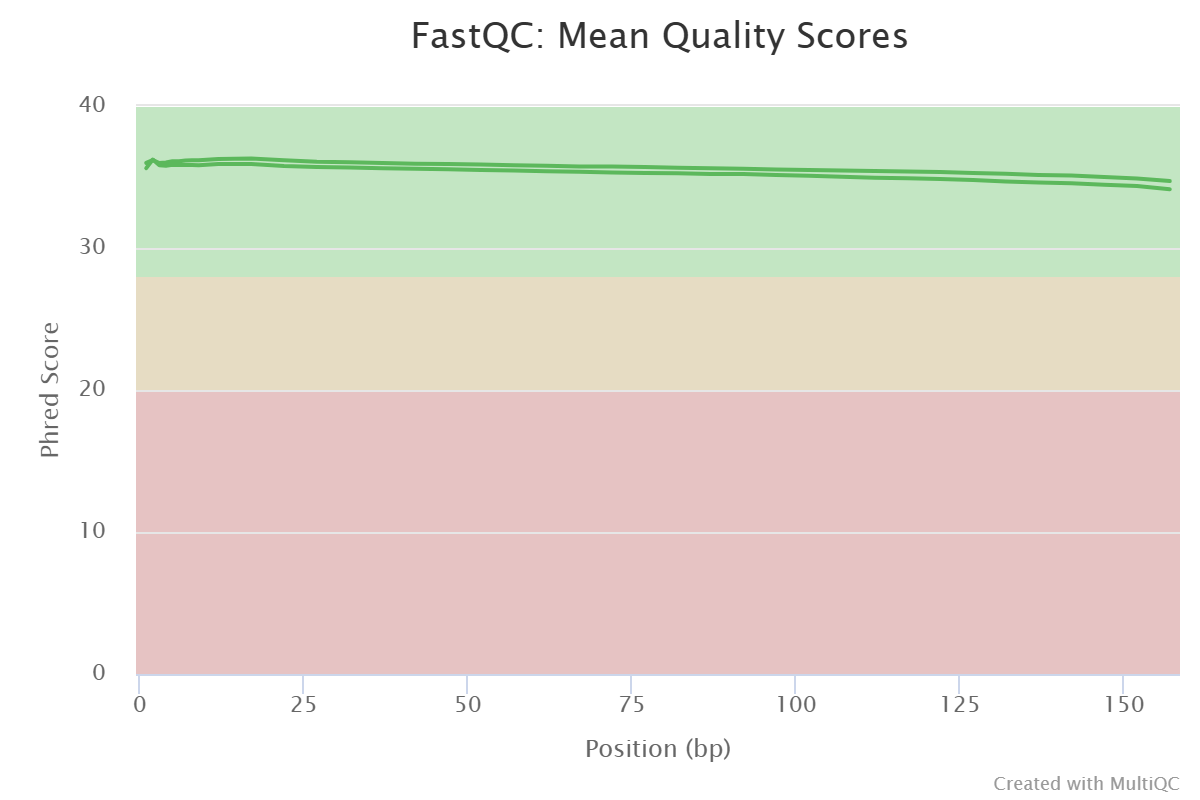 FastQC: Mean Quality Scores
40
30
20
10
0
Phred Score
0 25 50 75 100 125 150
Position (bp)
Created with MultiQC